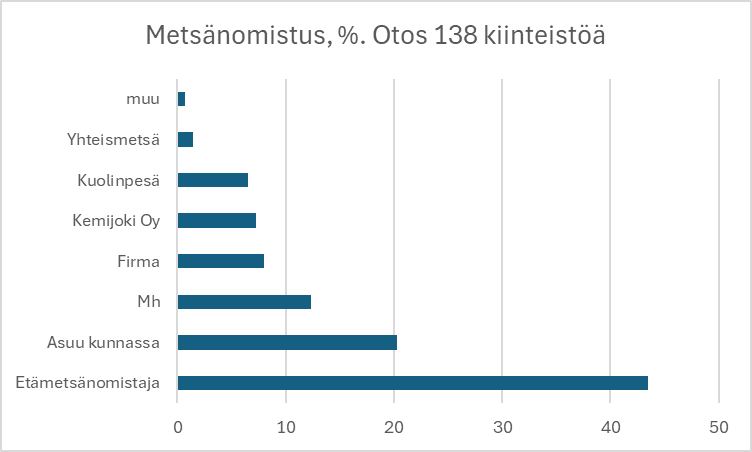 Metsänomistus, %. Otos 138 kiinteistöä
muu
Yhteismetsä
Kuolinpesä
Kemijoki Oy
Firma
Mh
Asuu kunnassa
Etämetsänomistaja
0 10 20 30 40 50